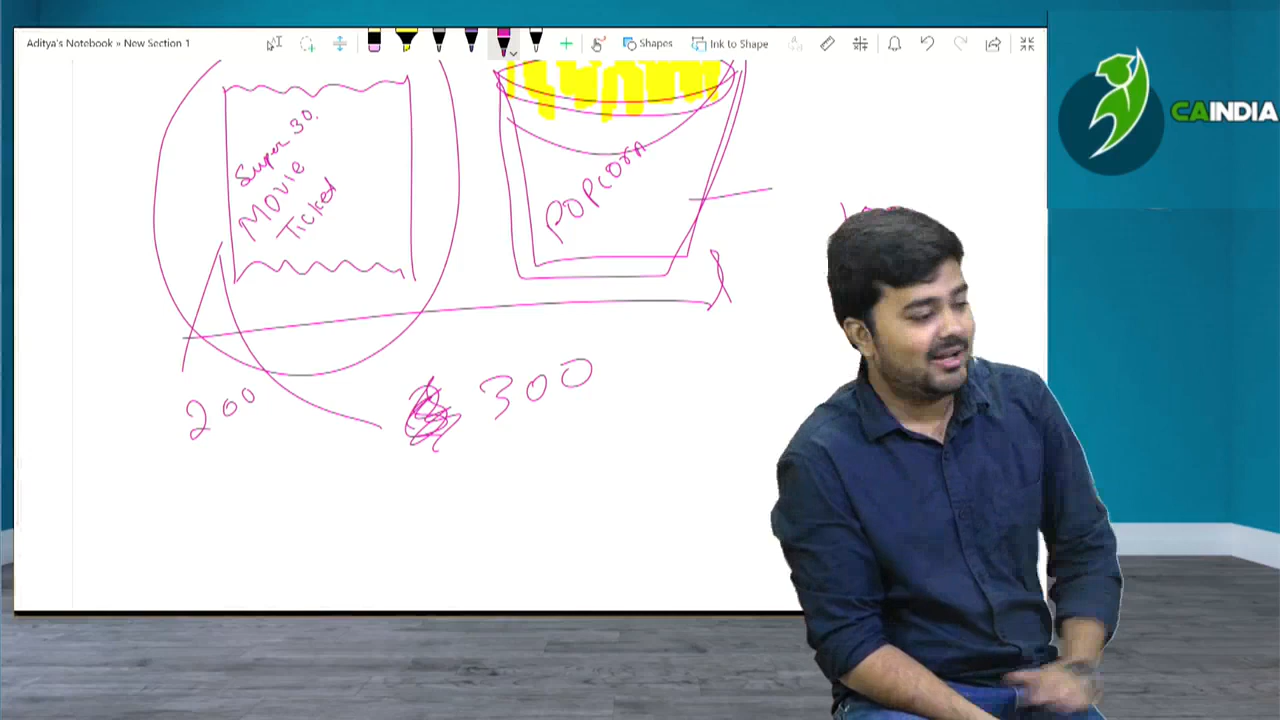 Aditya's Notebook » New Section 1
Shapes
Ink to Shape
CAINDIA
Super 30.
MOVIE
Ticket
POPCORN
200
300